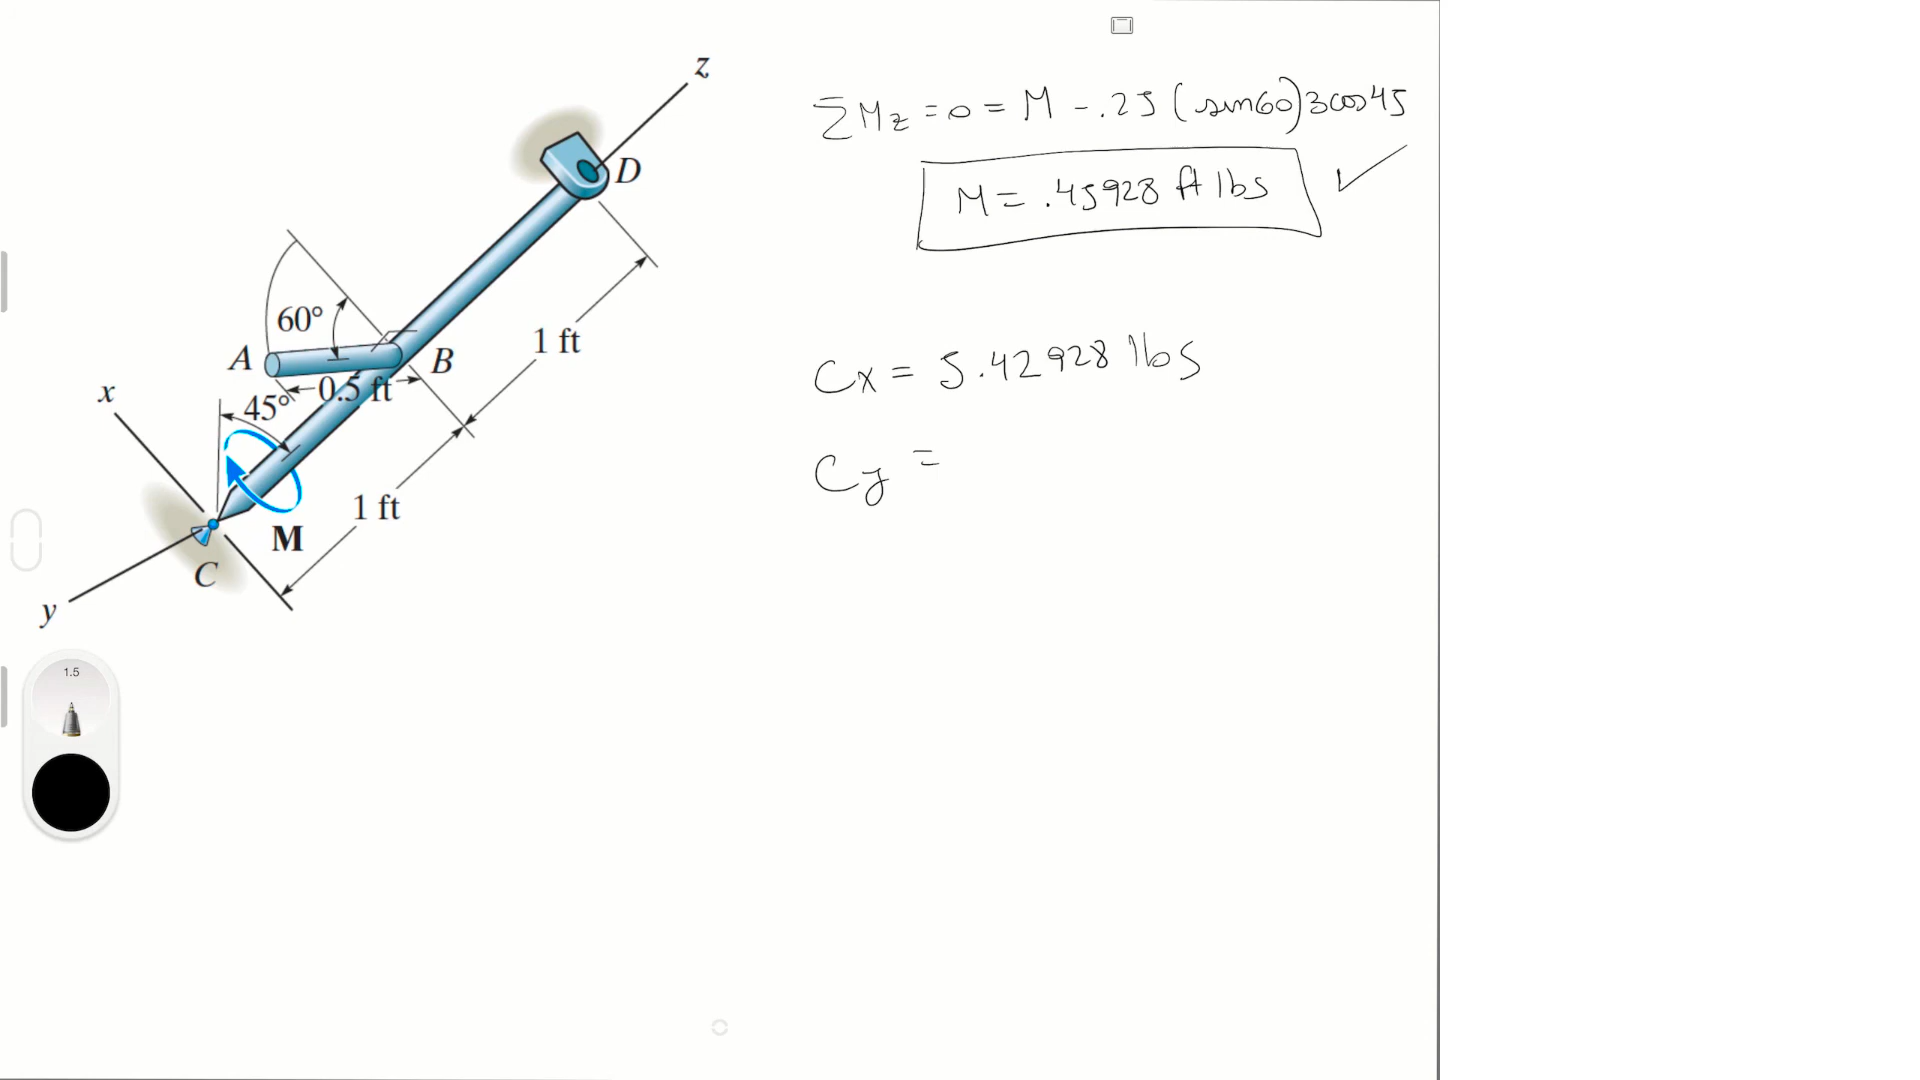 z
D
60°
1 ft
A
B
0.5 ft
x
45°
1 ft
M
C
y
1.5
ΣMz = 0 = M - .25 (sin60)3cos45
M = .45928 ft lbs ✓
Cx = 5.42928 lbs
Cy =